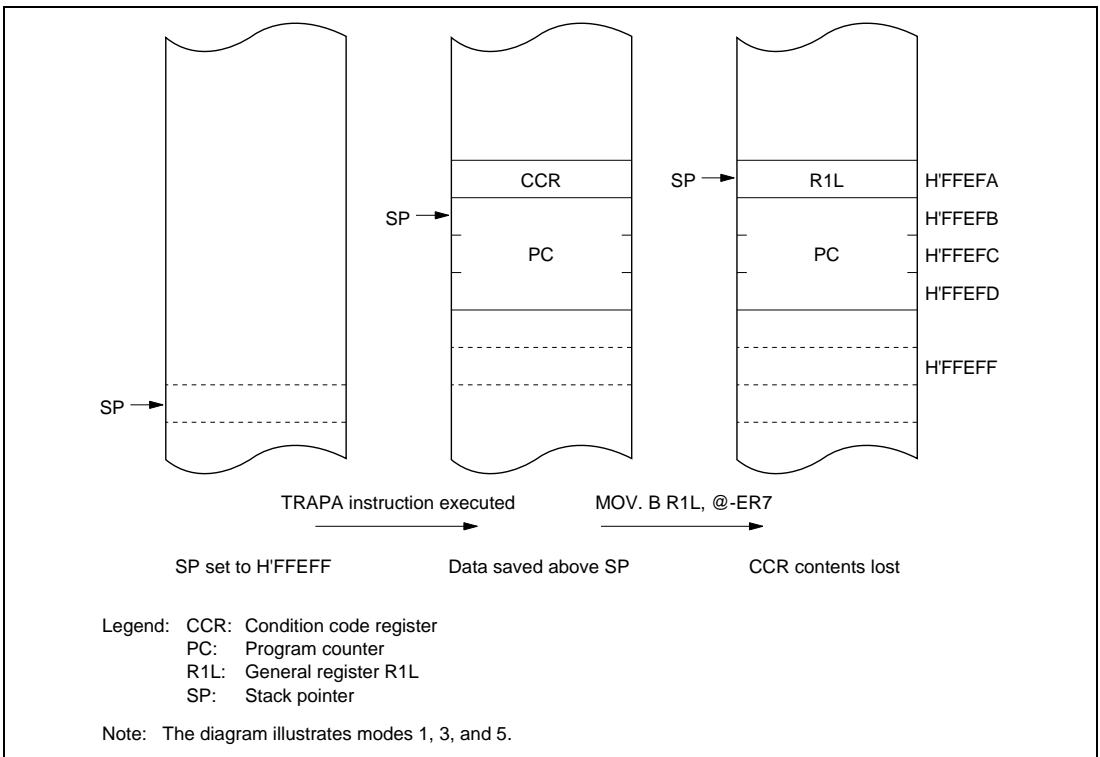 CCR
SP
R1L
H'FFEFA
SP
H'FFEFB
PC
PC
H'FFEFC
H'FFEFD
H'FFEFF
SP
TRAPA instruction executed
MOV. B R1L, @-ER7
SP set to H'FFEFF
Data saved above SP
CCR contents lost
Legend: CCR: Condition code register
PC: Program counter
R1L: General register R1L
SP: Stack pointer
Note: The diagram illustrates modes 1, 3, and 5.